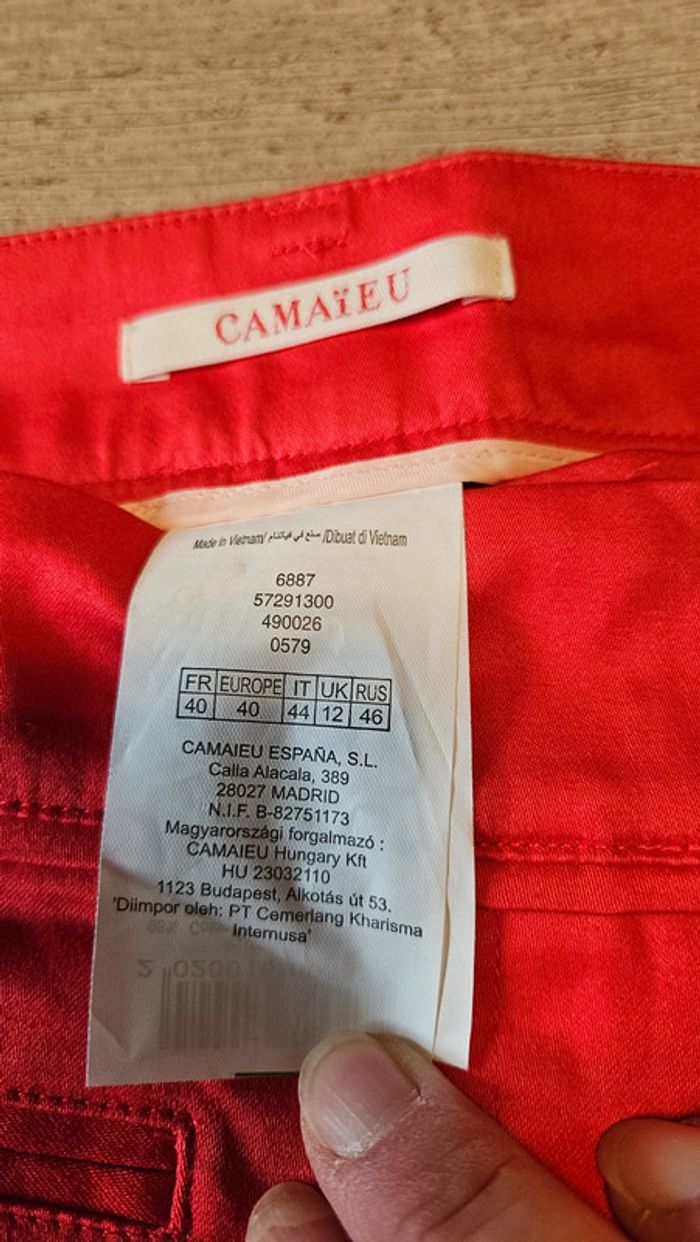 CAMAÏEU
Made in Vietnam/ صنع في فيتنام /Dibuat di Vietnam
6887
57291300
490026
0579
FR EUROPE IT UK RUS
40 40 44 12 46
CAMAIEU ESPAÑA, S.L.
Calla Alacala, 389
28027 MADRID
N.I.F. B-82751173
Magyarországi forgalmazó :
CAMAIEU Hungary Kft
HU 23032110
1123 Budapest, Alkotás út 53.
'Diimpor oleh: PT Cemerlang Kharisma
Internusa'